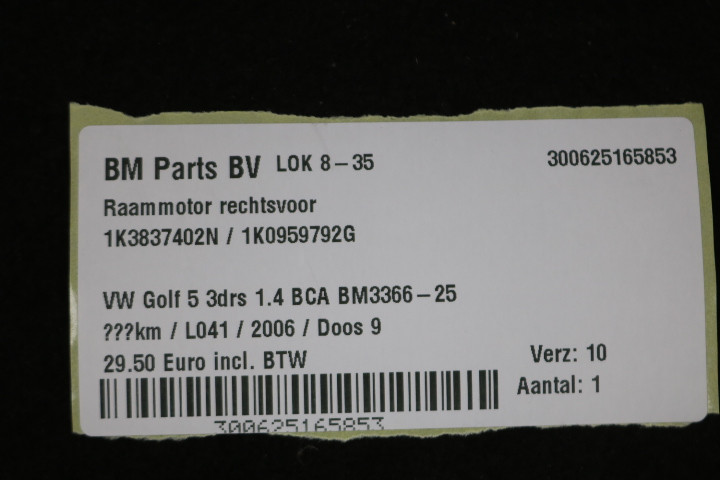 BM Parts BV LOK 8-35 300625165853
Raammotor rechtsvoor
1K3837402N / 1K0959792G
VW Golf 5 3drs 1.4 BCA BM3366-25
???km / L041 / 2006 / Doos 9
29.50 Euro incl. BTW Verz: 10
Aantal: 1
300625165853